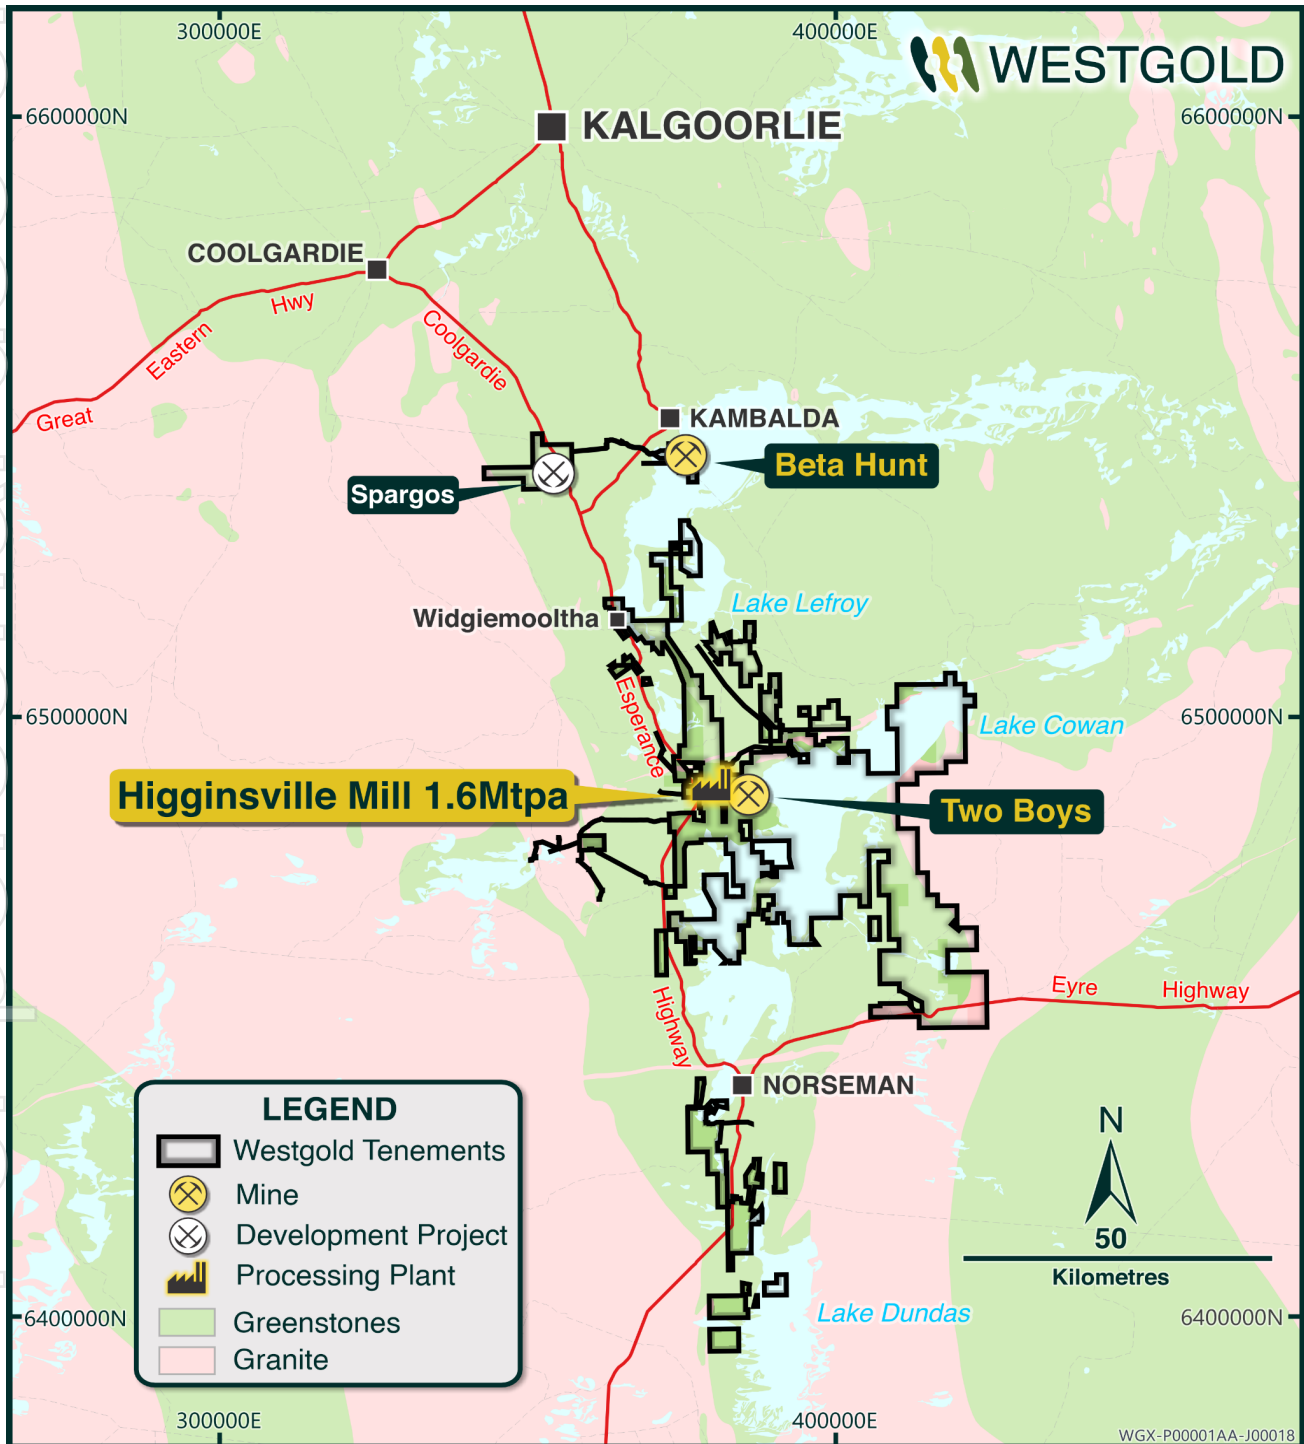 300000E
400000E
WESTGOLD
6600000N
6600000N
KALGOORLIE
COOLGARDIE
Great
Eastern
Hwy
Coolgardie
KAMBALDA
Beta Hunt
Spargos
Lake Lefroy
Widgiemooltha
Esperance
6500000N
6500000N
Lake Cowan
Higginsville Mill 1.6Mtpa
Two Boys
Highway
Eyre
Highway
NORSEMAN
LEGEND
Westgold Tenements
Mine
Development Project
Processing Plant
Greenstones
Granite
N
50
Kilometres
Lake Dundas
6400000N
6400000N
300000E
400000E
WGX-P00001AA-J00018